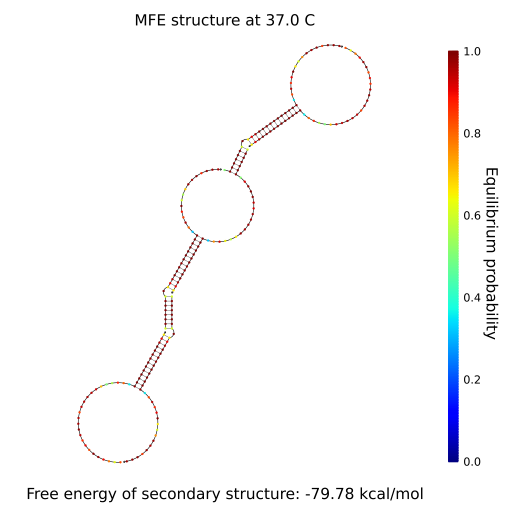 MFE structure at 37.0 C
1.0
0.8
0.6
0.4
0.2
0.0
Equilibrium probability
Free energy of secondary structure: -79.78 kcal/mol